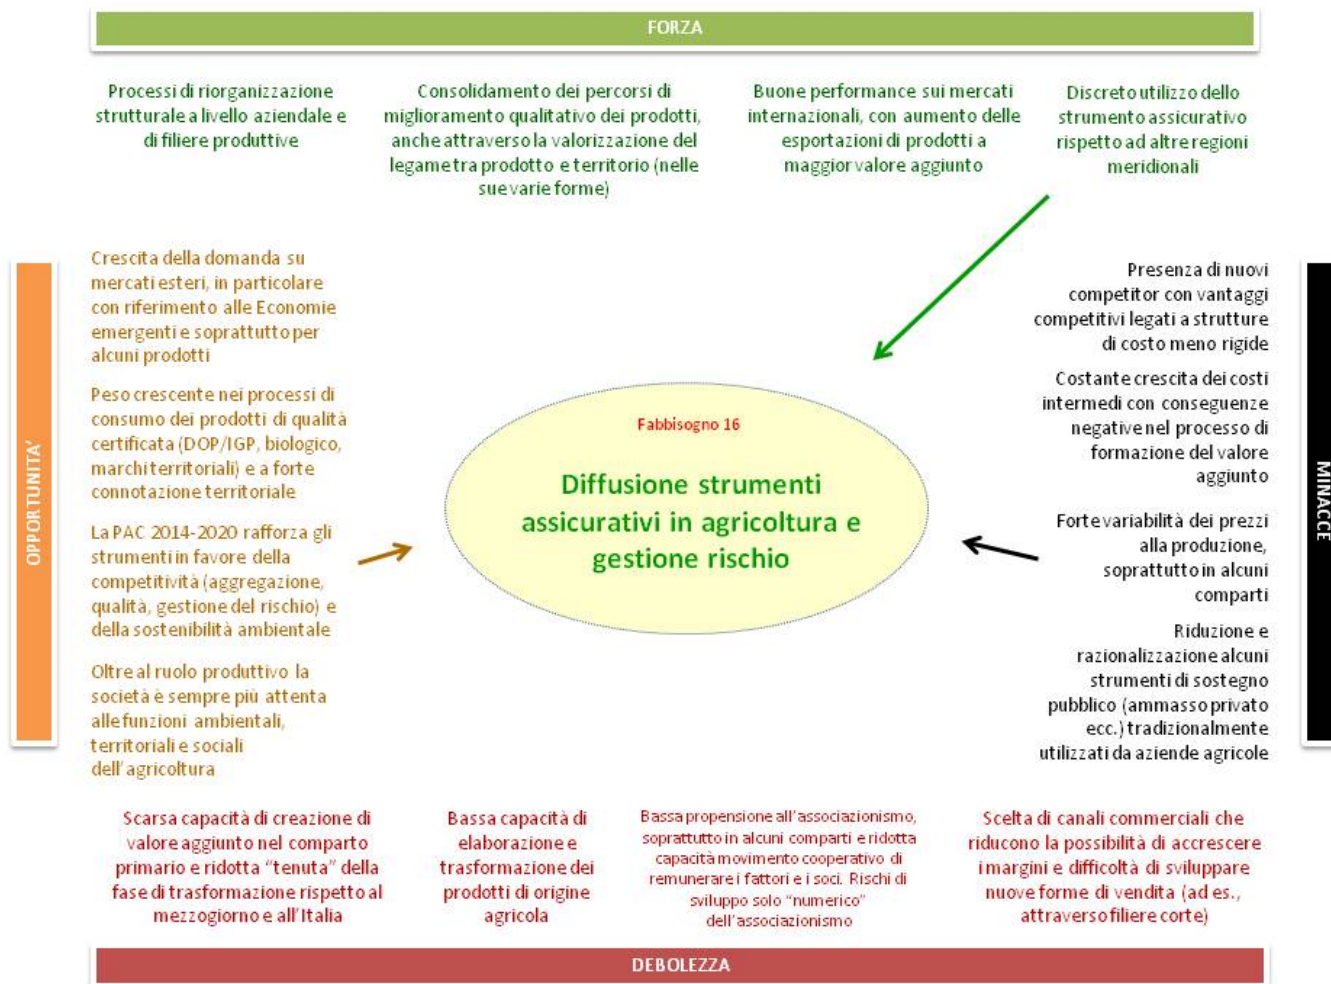 FORZA
Processi di riorganizzazione
strutturale a livello aziendale e
di filiere produttive
Consolidamento dei percorsi di
miglioramento qualitativo dei prodotti,
anche attraverso la valorizzazione del
legame tra prodotto e territorio (nelle
sue varie forme)
Buone performance sui mercati
internazionali, con aumento delle
esportazioni di prodotti a
maggior valore aggiunto
Discreto utilizzo dello
strumento assicurativo
rispetto ad altre regioni
meridionali
OPPORTUNITA'
Crescita della domanda su
mercati esteri, in particolare
con riferimento alle Economie
emergenti e soprattutto per
alcuni prodotti
Peso crescente nei processi di
consumo dei prodotti di qualità
certificata (DOP/IGP, biologico,
marchi territoriali) e a forte
connotazione territoriale
La PAC 2014-2020 rafforza gli
strumenti in favore della
competitività (aggregazione,
qualità, gestione del rischio) e
della sostenibilità ambientale
Oltre al ruolo produttivo la
società è sempre più attenta
alle funzioni ambientali,
territoriali e sociali
dell'agricoltura
Fabbisogno 16
Diffusione strumenti
assicurativi in agricoltura e
gestione rischio
Presenza di nuovi
competitor con vantaggi
competitivi legati a strutture
di costo meno rigide
Costante crescita dei costi
intermedi con conseguenze
negative nel processo di
formazione del valore
aggiunto
Forte variabilità dei prezzi
alla produzione,
soprattutto in alcuni
comparti
Riduzione e
razionalizzazione alcuni
strumenti di sostegno
pubblico (ammasso privato
ecc.) tradizionalmente
utilizzati da aziende agricole
MINACCE
Scarsa capacità di creazione di
valore aggiunto nel comparto
primario e ridotta "tenuta" della
fase di trasformazione rispetto al
mezzogiorno e all'Italia
Bassa capacità di
elaborazione e
trasformazione dei
prodotti di origine
agricola
Bassa propensione all'associazionismo,
soprattutto in alcuni comparti e ridotta
capacità movimento cooperativo di
remunerare i fattori e i soci. Rischi di
sviluppo solo "numerico"
dell'associazionismo
Scelta di canali commerciali che
riducono la possibilità di accrescere
i margini e difficoltà di sviluppare
nuove forme di vendita (ad es.,
attraverso filiere corte)
DEBOLEZZA